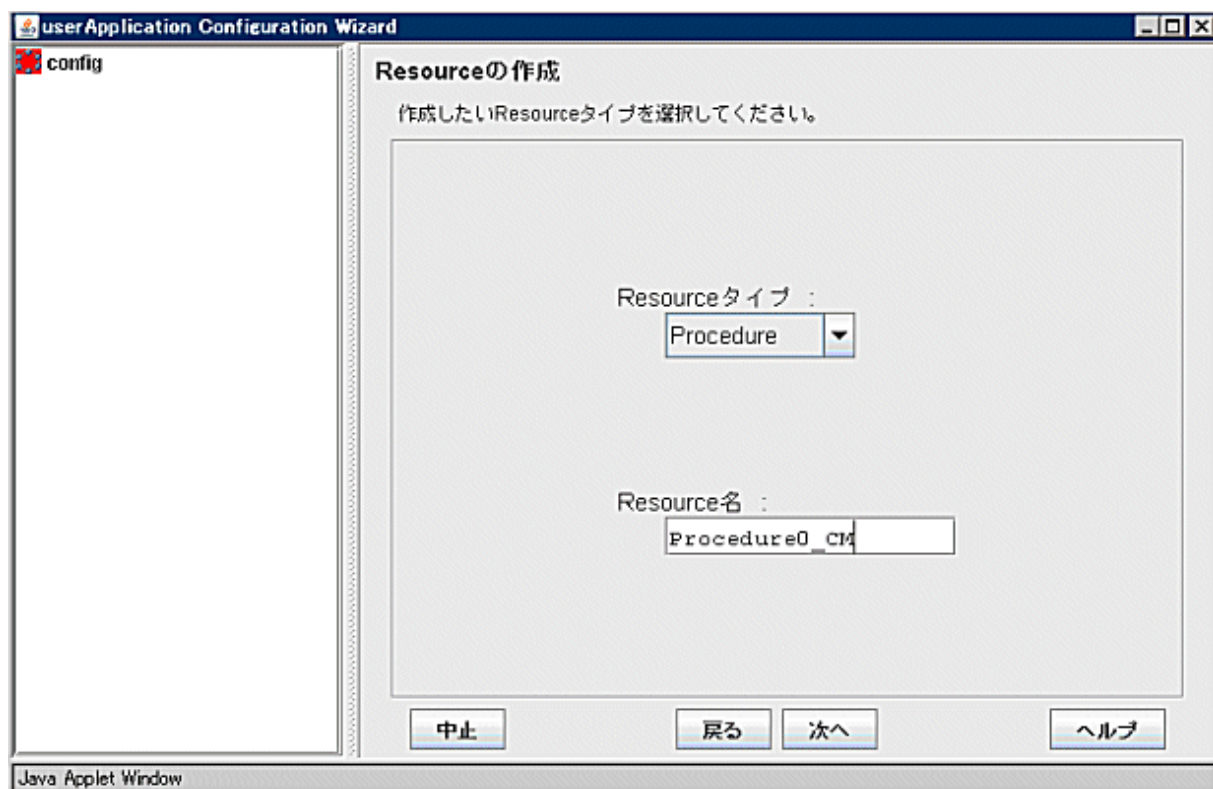 userApplication Configuration Wizard
config
Resourceの作成
作成したいResourceタイプを選択してください。
Resourceタイプ :
Procedure
Resource名 :
Procedure0_CM
中止
戻る
次へ
ヘルプ
Java Applet Window